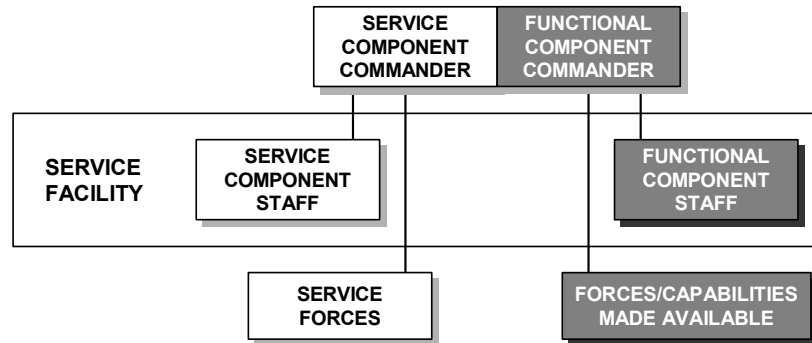 SERVICE
COMPONENT
COMMANDER
FUNCTIONAL
COMPONENT
COMMANDER
SERVICE
FACILITY
SERVICE
COMPONENT
STAFF
FUNCTIONAL
COMPONENT
STAFF
SERVICE
FORCES
FORCES/CAPABILITIES
MADE AVAILABLE